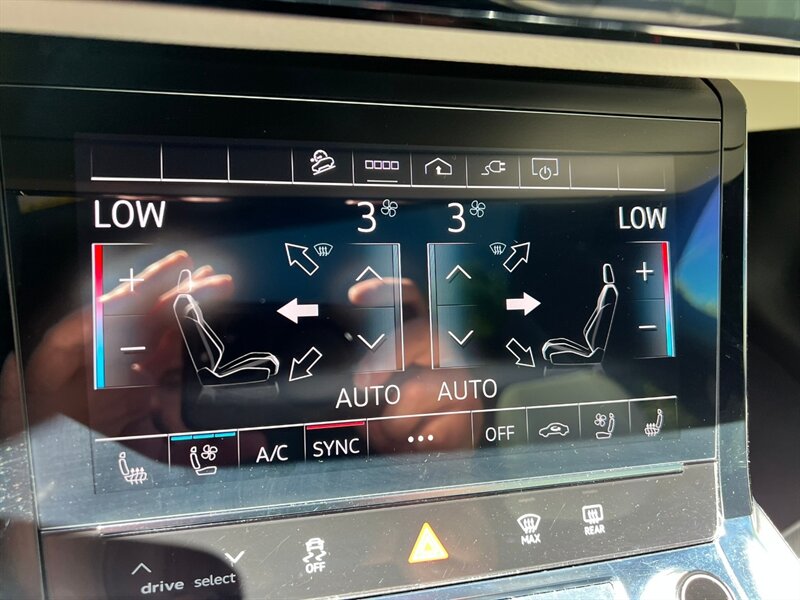 LOW 3 3 LOW
AUTO AUTO
A/C SYNC ... OFF
OFF MAX REAR
drive select